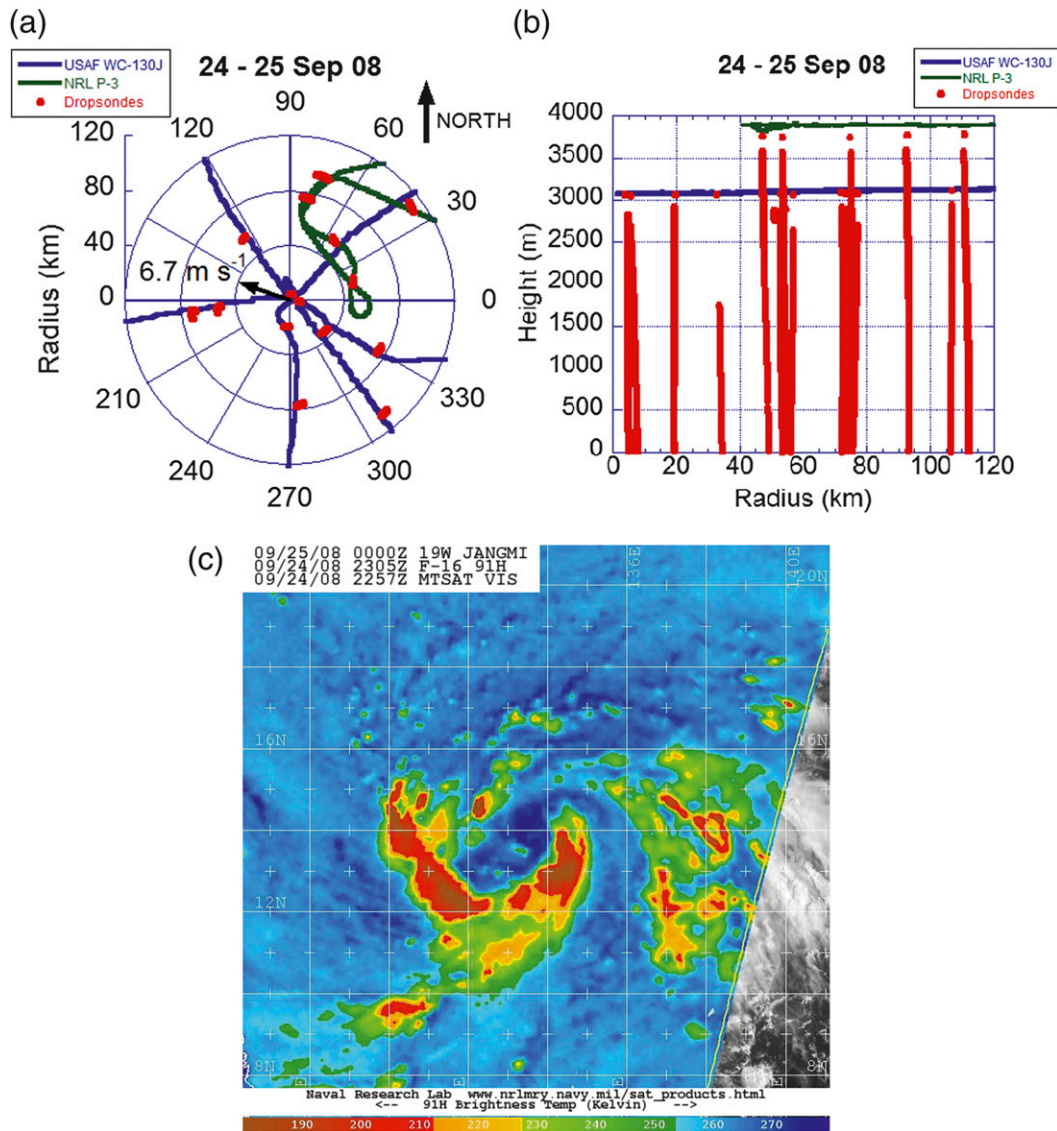 (a)
USAF WC-130J
NRL P-3
Dropsondes
24 - 25 Sep 08
NORTH
90
120
60
30
0
330
300
270
240
210
120
80
40
0
Radius (km)
6.7 m s⁻¹
(b)
24 - 25 Sep 08
USAF WC-130J
NRL P-3
Dropsondes
4000
3500
3000
2500
2000
1500
1000
500
0
Height (m)
0 20 40 60 80 100 120
Radius (km)
(c)
09/25/08 0000Z 19W JANGMI
09/24/08 2305Z F-16 91H
09/24/08 2257Z MTSAT VIS
136E
140E
20N
16N
16N
12N
12N
8N
8N
Naval Research Lab www.nrlmry.navy.mil/sat_products.html
<-- 91H Brightness Temp (Kelvin) -->
190 200 210 220 230 240 250 260 270